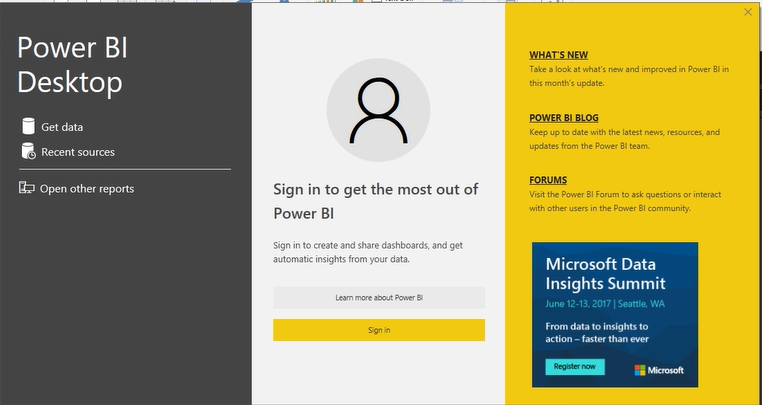 Power BI
Desktop
Get data
Recent sources
Open other reports
Sign in to get the most out of
Power BI
Sign in to create and share dashboards, and get
automatic insights from your data.
Learn more about Power BI
Sign in
WHAT'S NEW
Take a look at what's new and improved in Power BI in
this month's update.
POWER BI BLOG
Keep up to date with the latest news, resources, and
updates from the Power BI team.
FORUMS
Visit the Power BI Forum to ask questions or interact
with other users in the Power BI community.
Microsoft Data
Insights Summit
June 12-13, 2017 | Seattle, WA
From data to insights to
action – faster than ever
Register now
Microsoft